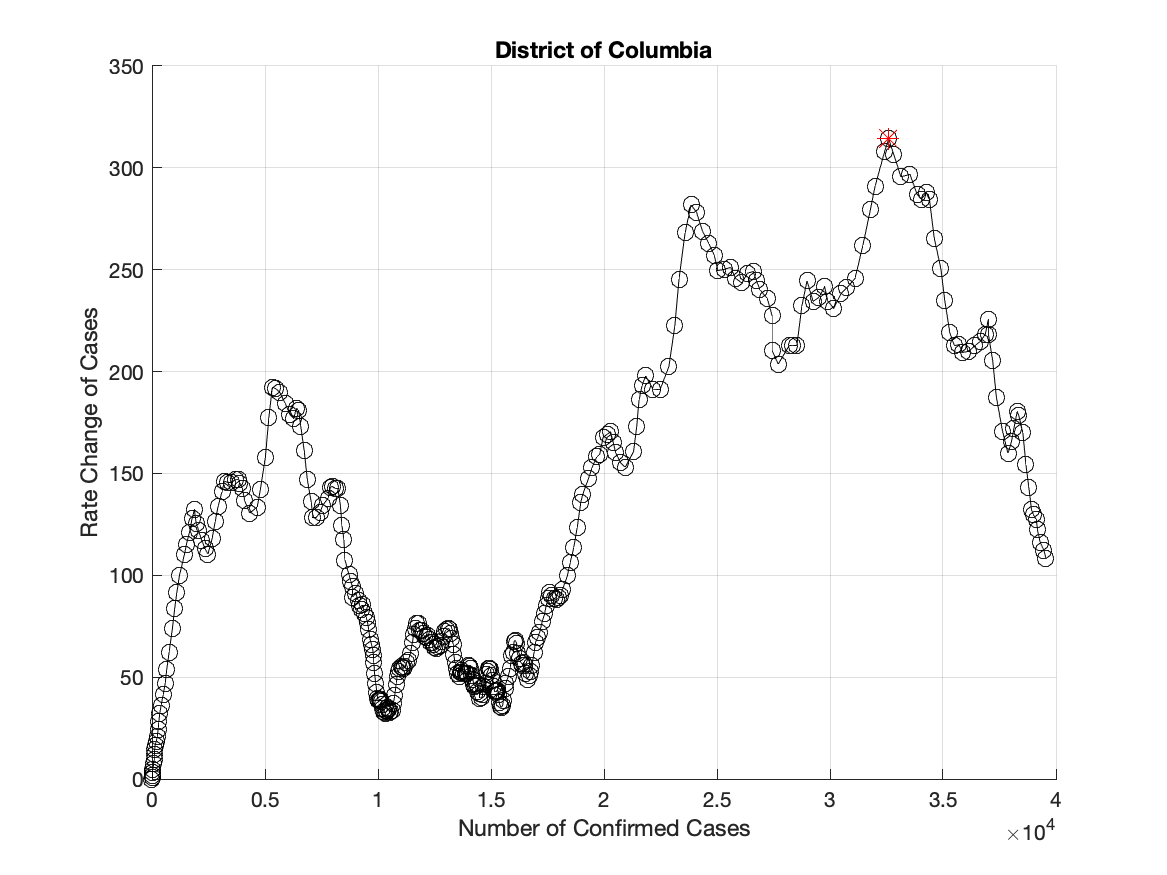 District of Columbia
350
300
250
200
150
100
50
0
Rate Change of Cases
0 0.5 1 1.5 2 2.5 3 3.5 4
Number of Confirmed Cases
×10⁴